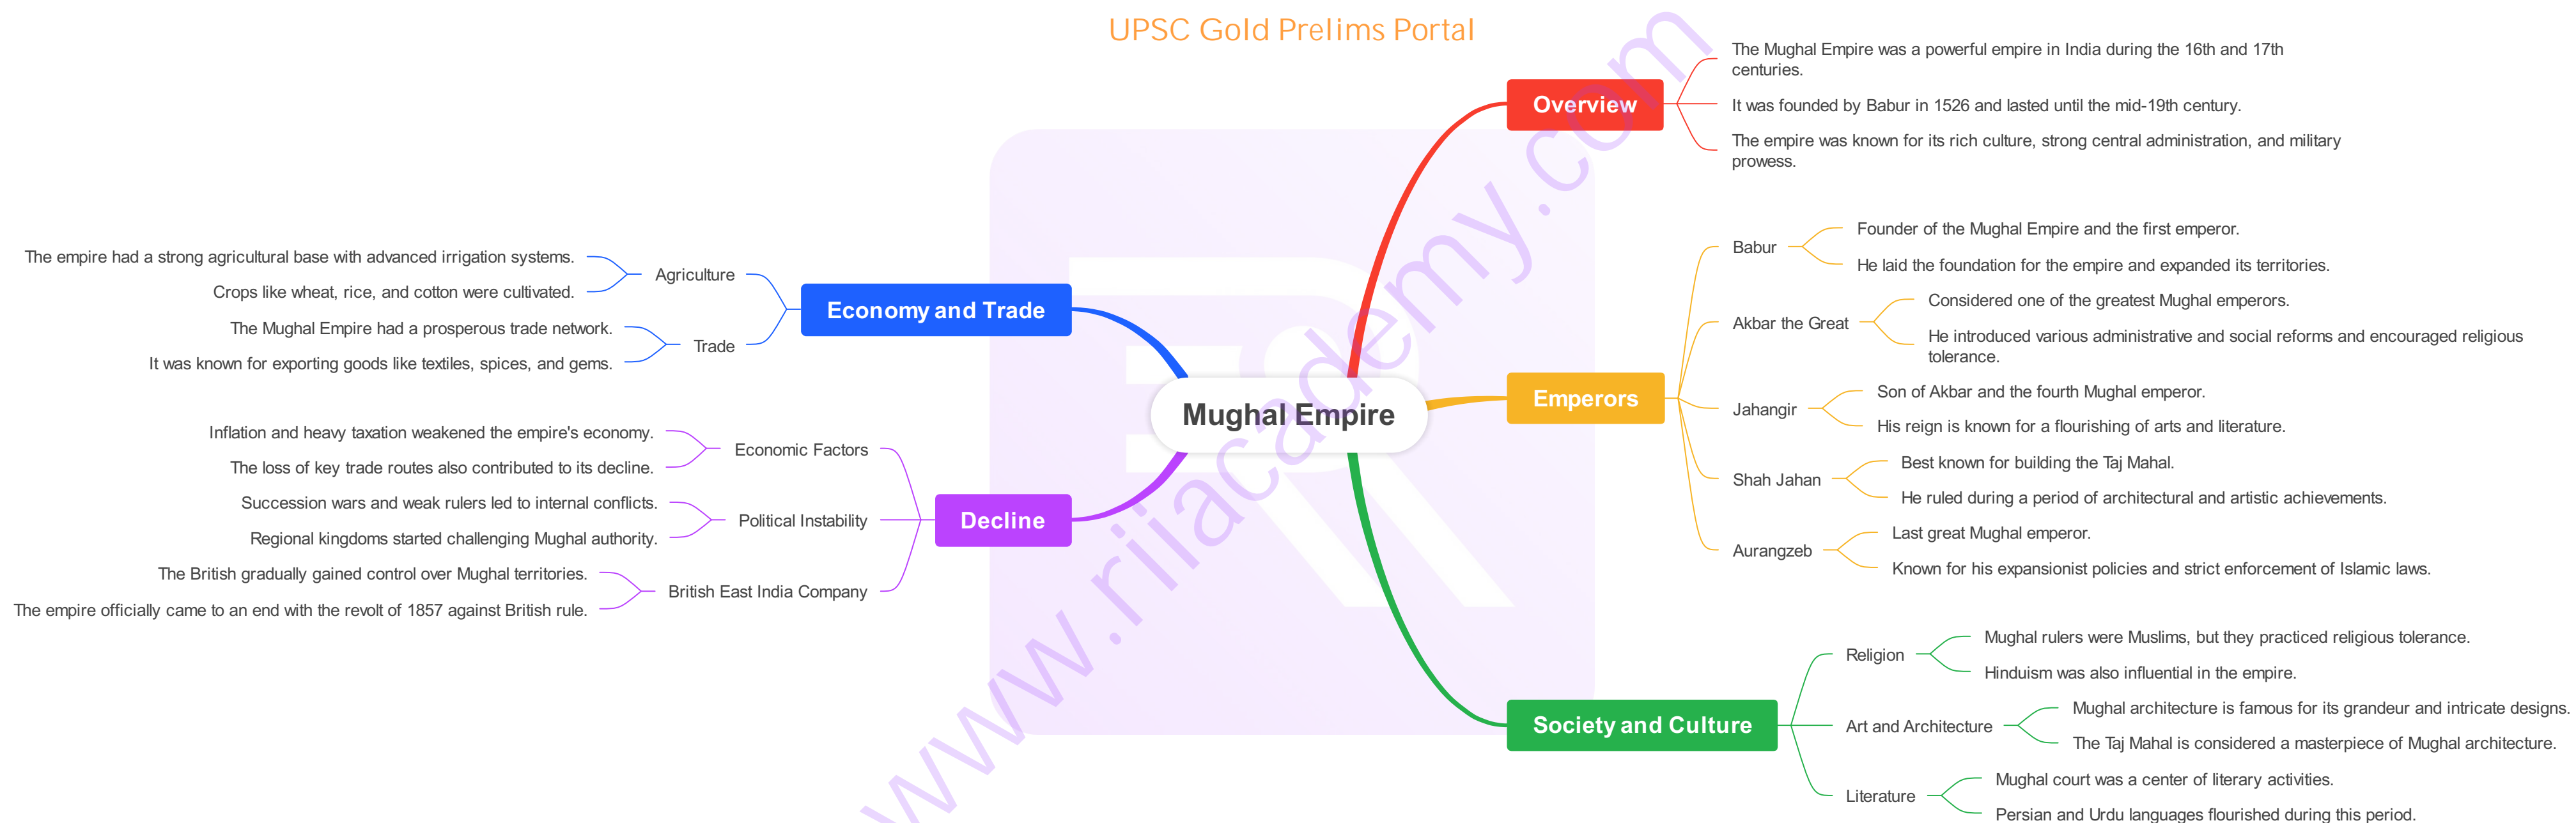 UPSC Gold Prelims Portal
Mughal Empire
Overview
The Mughal Empire was a powerful empire in India during the 16th and 17th
centuries.
It was founded by Babur in 1526 and lasted until the mid-19th century.
The empire was known for its rich culture, strong central administration, and military
prowess.
Emperors
Babur
Founder of the Mughal Empire and the first emperor.
He laid the foundation for the empire and expanded its territories.
Akbar the Great
Considered one of the greatest Mughal emperors.
He introduced various administrative and social reforms and encouraged religious
tolerance.
Jahangir
Son of Akbar and the fourth Mughal emperor.
His reign is known for a flourishing of arts and literature.
Shah Jahan
Best known for building the Taj Mahal.
He ruled during a period of architectural and artistic achievements.
Aurangzeb
Last great Mughal emperor.
Known for his expansionist policies and strict enforcement of Islamic laws.
Society and Culture
Religion
Mughal rulers were Muslims, but they practiced religious tolerance.
Hinduism was also influential in the empire.
Art and Architecture
Mughal architecture is famous for its grandeur and intricate designs.
The Taj Mahal is considered a masterpiece of Mughal architecture.
Literature
Mughal court was a center of literary activities.
Persian and Urdu languages flourished during this period.
Economy and Trade
Agriculture
The empire had a strong agricultural base with advanced irrigation systems.
Crops like wheat, rice, and cotton were cultivated.
Trade
The Mughal Empire had a prosperous trade network.
It was known for exporting goods like textiles, spices, and gems.
Decline
Economic Factors
Inflation and heavy taxation weakened the empire's economy.
The loss of key trade routes also contributed to its decline.
Political Instability
Succession wars and weak rulers led to internal conflicts.
Regional kingdoms started challenging Mughal authority.
British East India Company
The British gradually gained control over Mughal territories.
The empire officially came to an end with the revolt of 1857 against British rule.